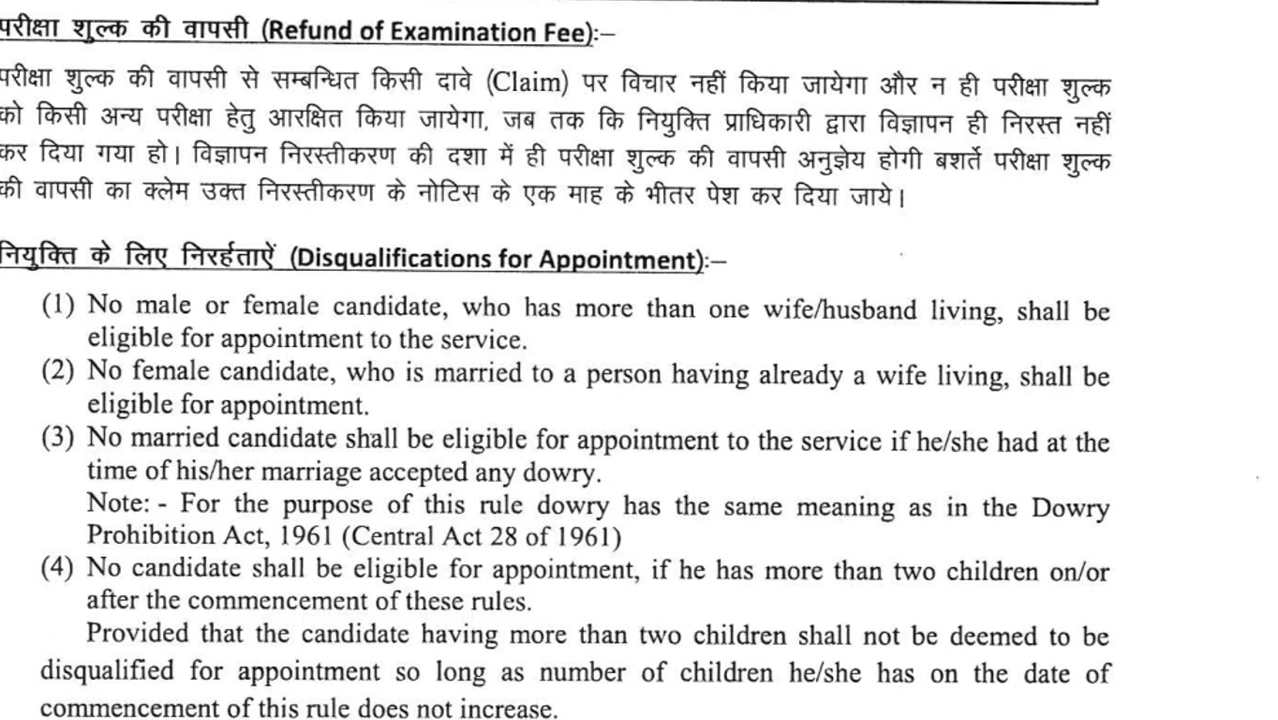 परीक्षा शुल्क की वापसी (Refund of Examination Fee):–
परीक्षा शुल्क की वापसी से सम्बन्धित किसी दावे (Claim) पर विचार नहीं किया जायेगा और न ही परीक्षा शुल्क
को किसी अन्य परीक्षा हेतु आरक्षित किया जायेगा, जब तक कि नियुक्ति प्राधिकारी द्वारा विज्ञापन ही निरस्त नहीं
कर दिया गया हो। विज्ञापन निरस्तीकरण की दशा में ही परीक्षा शुल्क की वापसी अनुज्ञेय होगी बशर्ते परीक्षा शुल्क
की वापसी का क्लेम उक्त निरस्तीकरण के नोटिस के एक माह के भीतर पेश कर दिया जाये।
नियुक्ति के लिए निरर्हताऐं (Disqualifications for Appointment):–
(1) No male or female candidate, who has more than one wife/husband living, shall be
eligible for appointment to the service.
(2) No female candidate, who is married to a person having already a wife living, shall be
eligible for appointment.
(3) No married candidate shall be eligible for appointment to the service if he/she had at the
time of his/her marriage accepted any dowry.
Note: - For the purpose of this rule dowry has the same meaning as in the Dowry
Prohibition Act, 1961 (Central Act 28 of 1961)
(4) No candidate shall be eligible for appointment, if he has more than two children on/or
after the commencement of these rules.
Provided that the candidate having more than two children shall not be deemed to be
disqualified for appointment so long as number of children he/she has on the date of
commencement of this rule does not increase.